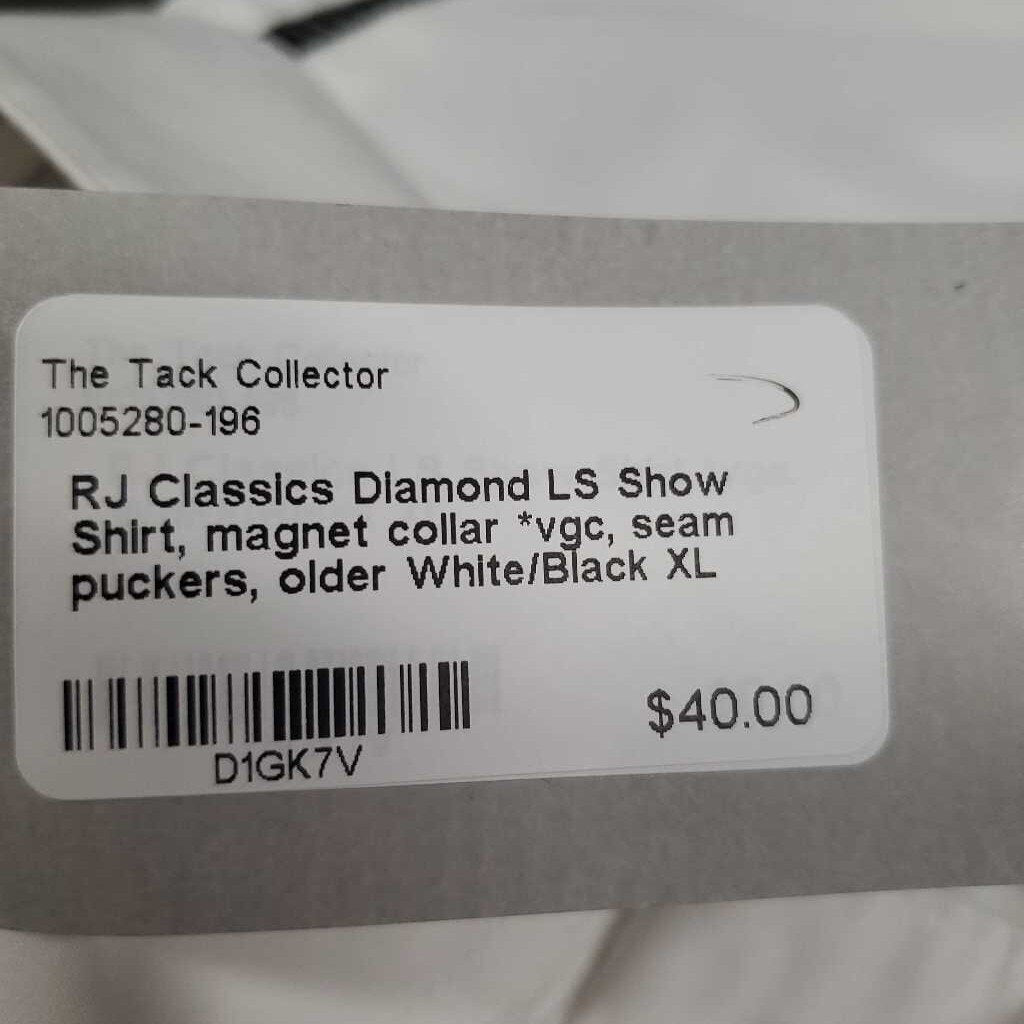 The Tack Collector
1005280-196
RJ Classics Diamond LS Show
Shirt, magnet collar *vgc, seam
puckers, older White/Black XL
D1GK7V
$40.00